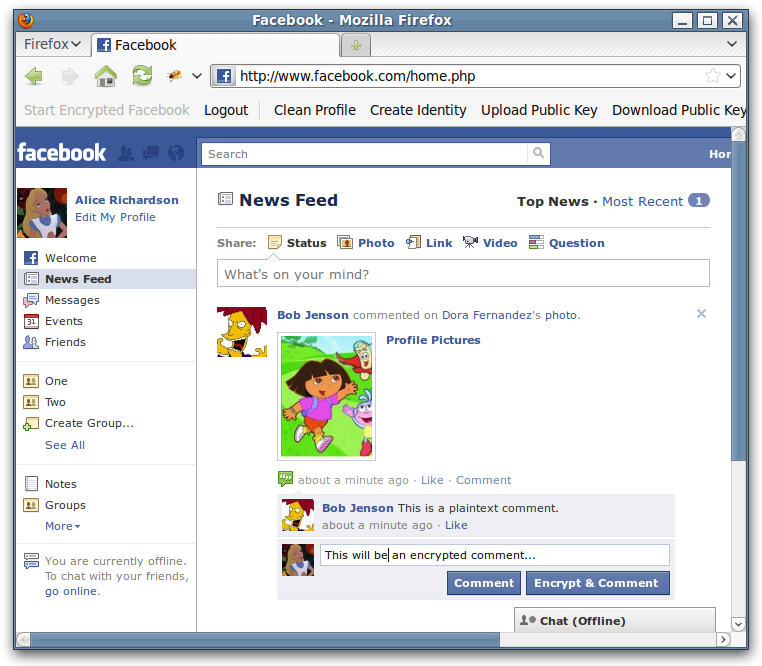 Facebook - Mozilla Firefox
Firefox
Facebook
http://www.facebook.com/home.php
Start Encrypted Facebook Logout Clean Profile Create Identity Upload Public Key Download Public Key
facebook
Search
Hor
Alice Richardson
Edit My Profile
Welcome
News Feed
Messages
31
Events
Friends
One
Two
Create Group...
See All
Notes
Groups
More
You are currently offline.
To chat with your friends,
go online.
News Feed
Top News · Most Recent 1
Share: Status Photo Link Video Question
What's on your mind?
Bob Jenson commented on Dora Fernandez's photo.
Profile Pictures
about a minute ago · Like · Comment
Bob Jenson This is a plaintext comment.
about a minute ago · Like
This will be an encrypted comment...
Comment Encrypt & Comment
Chat (Offline)